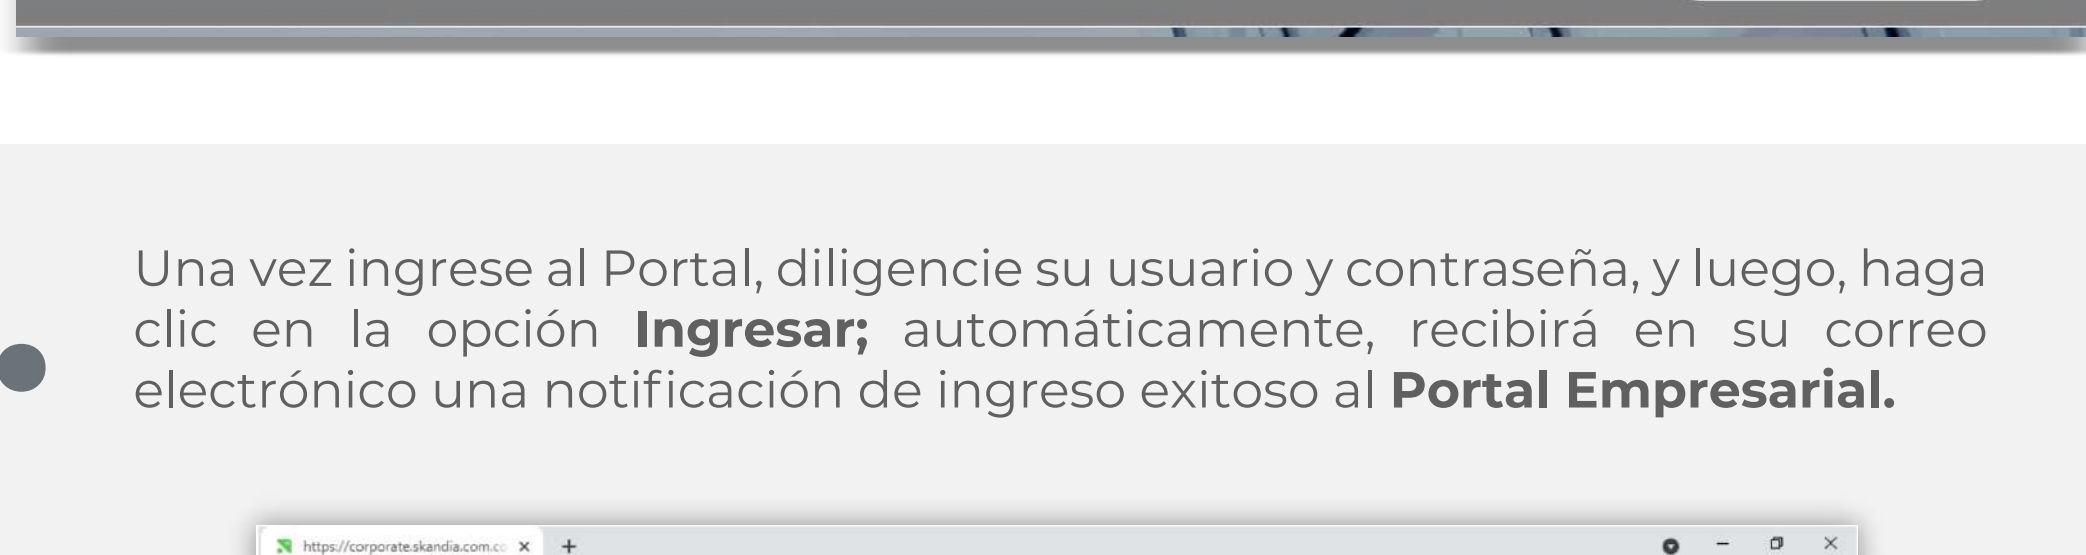 Una vez ingrese al Portal, diligencie su usuario y contraseña, y luego, haga
clic en la opción Ingresar; automáticamente, recibirá en su correo
electrónico una notificación de ingreso exitoso al Portal Empresarial.
https://corporate.skandia.com.co